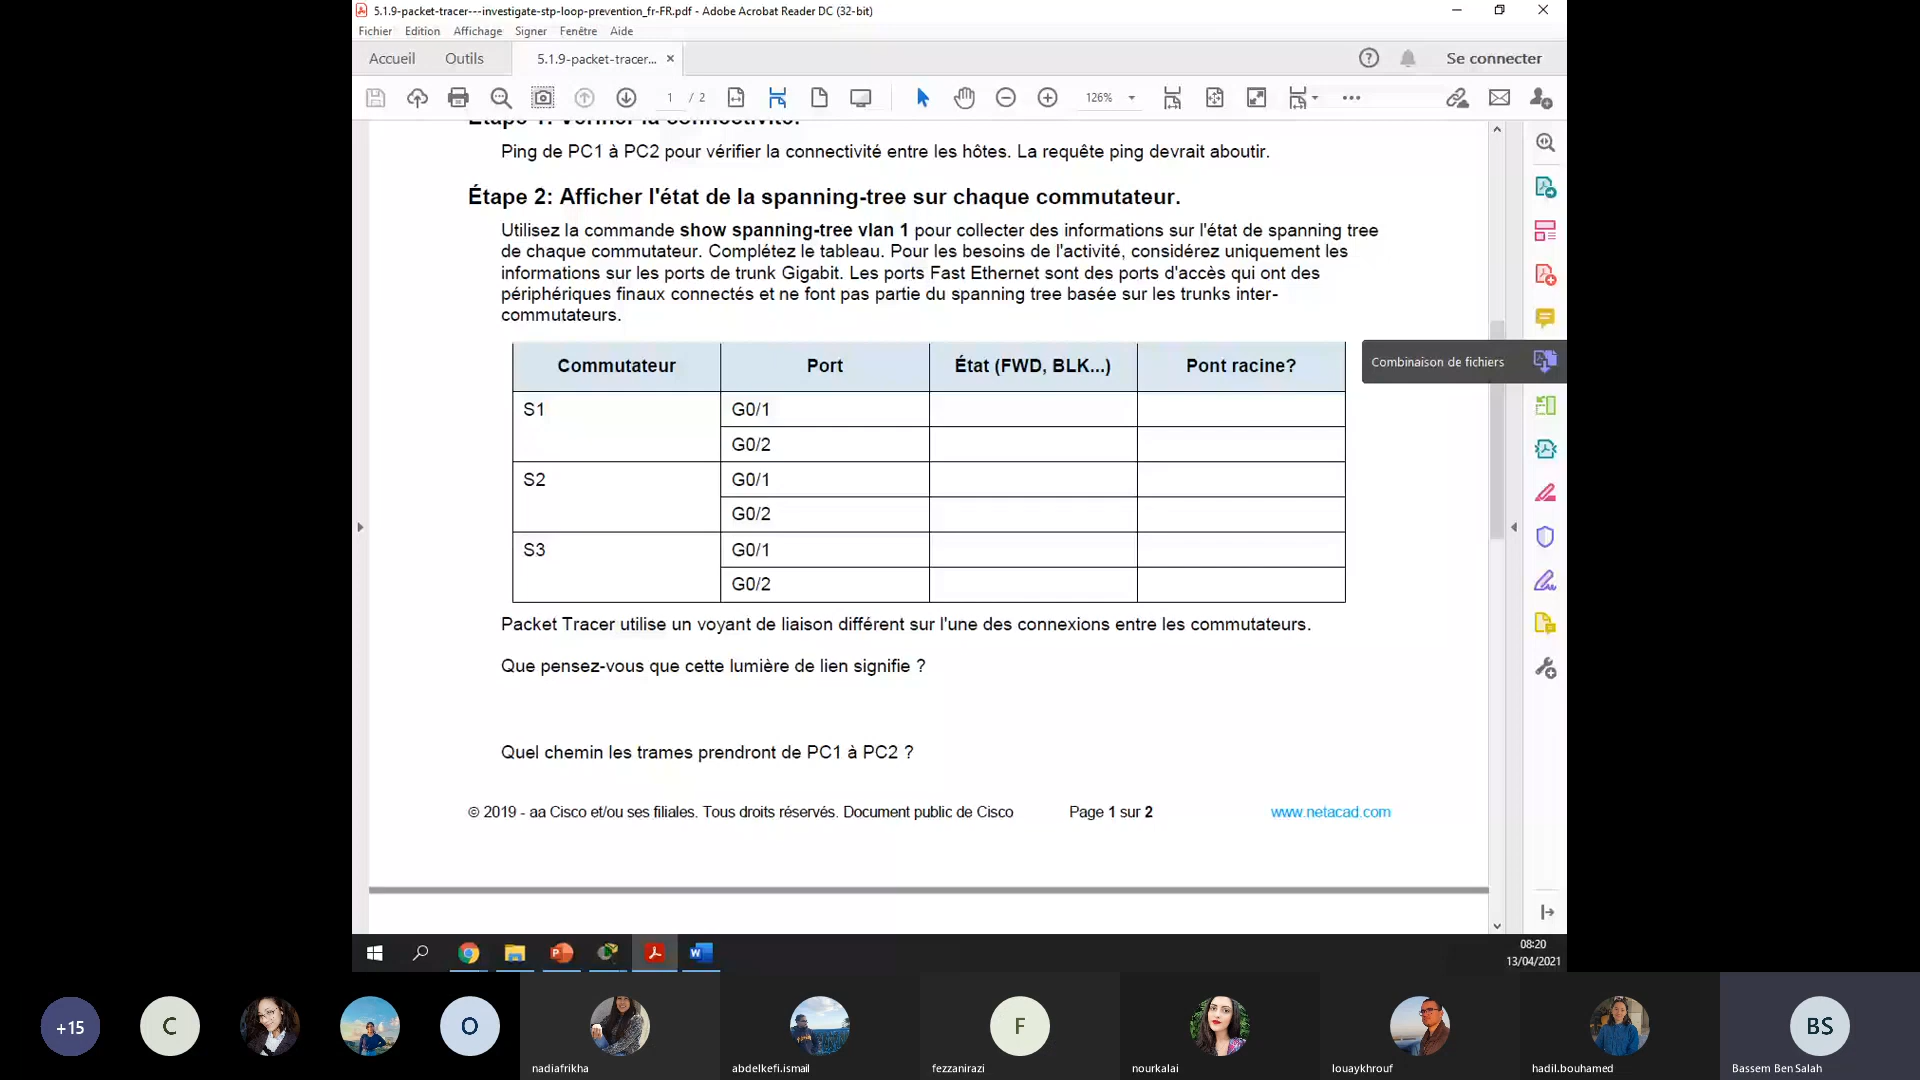 5.1.9-packet-tracer---investigate-stp-loop-prevention_fr-FR.pdf - Adobe Acrobat Reader DC (32-bit)
Fichier Edition Affichage Signer Fenêtre Aide
Accueil Outils 5.1.9-packet-tracer... × Se connecter
1 / 2 126%
Étape 1: Vérifier la connectivité.
Ping de PC1 à PC2 pour vérifier la connectivité entre les hôtes. La requête ping devrait aboutir.
Étape 2: Afficher l'état de la spanning-tree sur chaque commutateur.
Utilisez la commande show spanning-tree vlan 1 pour collecter des informations sur l'état de spanning tree
de chaque commutateur. Complétez le tableau. Pour les besoins de l'activité, considérez uniquement les
informations sur les ports de trunk Gigabit. Les ports Fast Ethernet sont des ports d'accès qui ont des
périphériques finaux connectés et ne font pas partie du spanning tree basée sur les trunks inter-
commutateurs.
Commutateur Port État (FWD, BLK...) Pont racine?
Combinaison de fichiers
S1 G0/1
G0/2
S2 G0/1
G0/2
S3 G0/1
G0/2
Packet Tracer utilise un voyant de liaison différent sur l'une des connexions entre les commutateurs.
Que pensez-vous que cette lumière de lien signifie ?
Quel chemin les trames prendront de PC1 à PC2 ?
© 2019 - aa Cisco et/ou ses filiales. Tous droits réservés. Document public de Cisco Page 1 sur 2 www.netacad.com
08:20
13/04/2021
+15 C O F BS
nadiafrikha abdelkefi.ismail fezzanirazi nourkalai louaykhrouf hadil.bouhamed Bassem Ben Salah